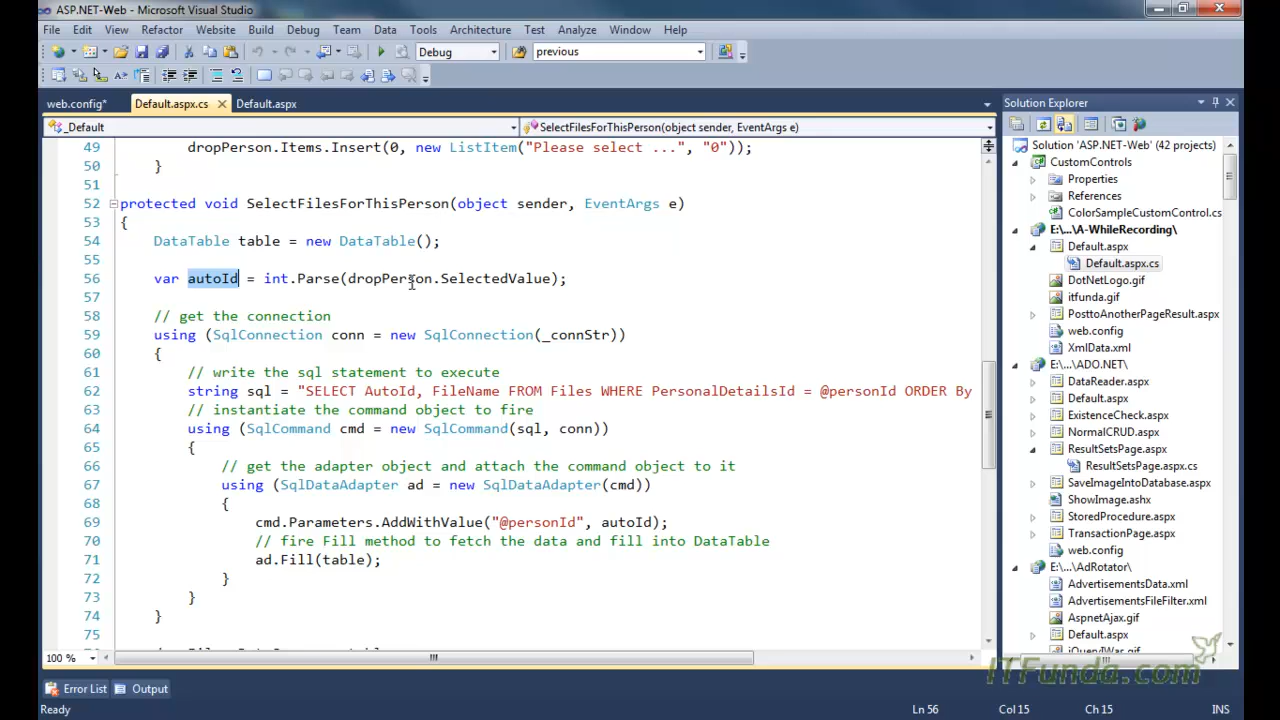 ASP.NET-Web - Microsoft Visual Studio
File Edit View Refactor Website Build Debug Team Data Tools Architecture Test Analyze Window Help
Debug previous
web.config* Default.aspx.cs Default.aspx
_Default SelectFilesForThisPerson(object sender, EventArgs e)
49 dropPerson.Items.Insert(0, new ListItem("Please select ...", "0"));
50 }
51
52 protected void SelectFilesForThisPerson(object sender, EventArgs e)
53 {
54 DataTable table = new DataTable();
55
56 var autoId = int.Parse(dropPerson.SelectedValue);
57
58 // get the connection
59 using (SqlConnection conn = new SqlConnection(_connStr))
60 {
61 // write the sql statement to execute
62 string sql = "SELECT AutoId, FileName FROM Files WHERE PersonalDetailsId = @personId ORDER By
63 // instantiate the command object to fire
64 using (SqlCommand cmd = new SqlCommand(sql, conn))
65 {
66 // get the adapter object and attach the command object to it
67 using (SqlDataAdapter ad = new SqlDataAdapter(cmd))
68 {
69 cmd.Parameters.AddWithValue("@personId", autoId);
70 // fire Fill method to fetch the data and fill into DataTable
71 ad.Fill(table);
72 }
73 }
74 }
75
100 %
Solution Explorer
Solution 'ASP.NET-Web' (42 projects)
CustomControls
Properties
References
ColorSampleCustomControl.cs
E:\...\A-WhileRecording\
Default.aspx
Default.aspx.cs
DotNetLogo.gif
itfunda.gif
PosttoAnotherPageResult.aspx
web.config
XmlData.xml
E:\...\ADO.NET\
DataReader.aspx
Default.aspx
ExistenceCheck.aspx
NormalCRUD.aspx
ResultSetsPage.aspx
ResultSetsPage.aspx.cs
SaveImageIntoDatabase.aspx
ShowImage.ashx
StoredProcedure.aspx
TransactionPage.aspx
web.config
E:\...\AdRotator\
AdvertisementsData.xml
AdvertisementsFileFilter.xml
AspnetAjax.gif
Default.aspx
jQueryIWas.gif
ITFunda.com
Error List Output
Ready Ln 56 Col 15 Ch 15 INS